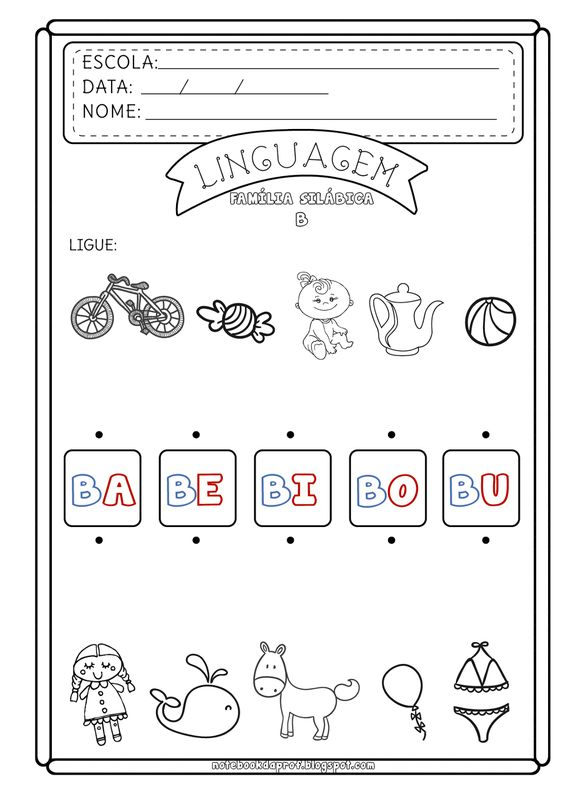 ESCOLA:
DATA: / /
NOME:
LINGUAGEM
FAMÍLIA SILÁBICA
B
LIGUE:
BA BE BI BO BU
notebookdaprof.blogspot.com